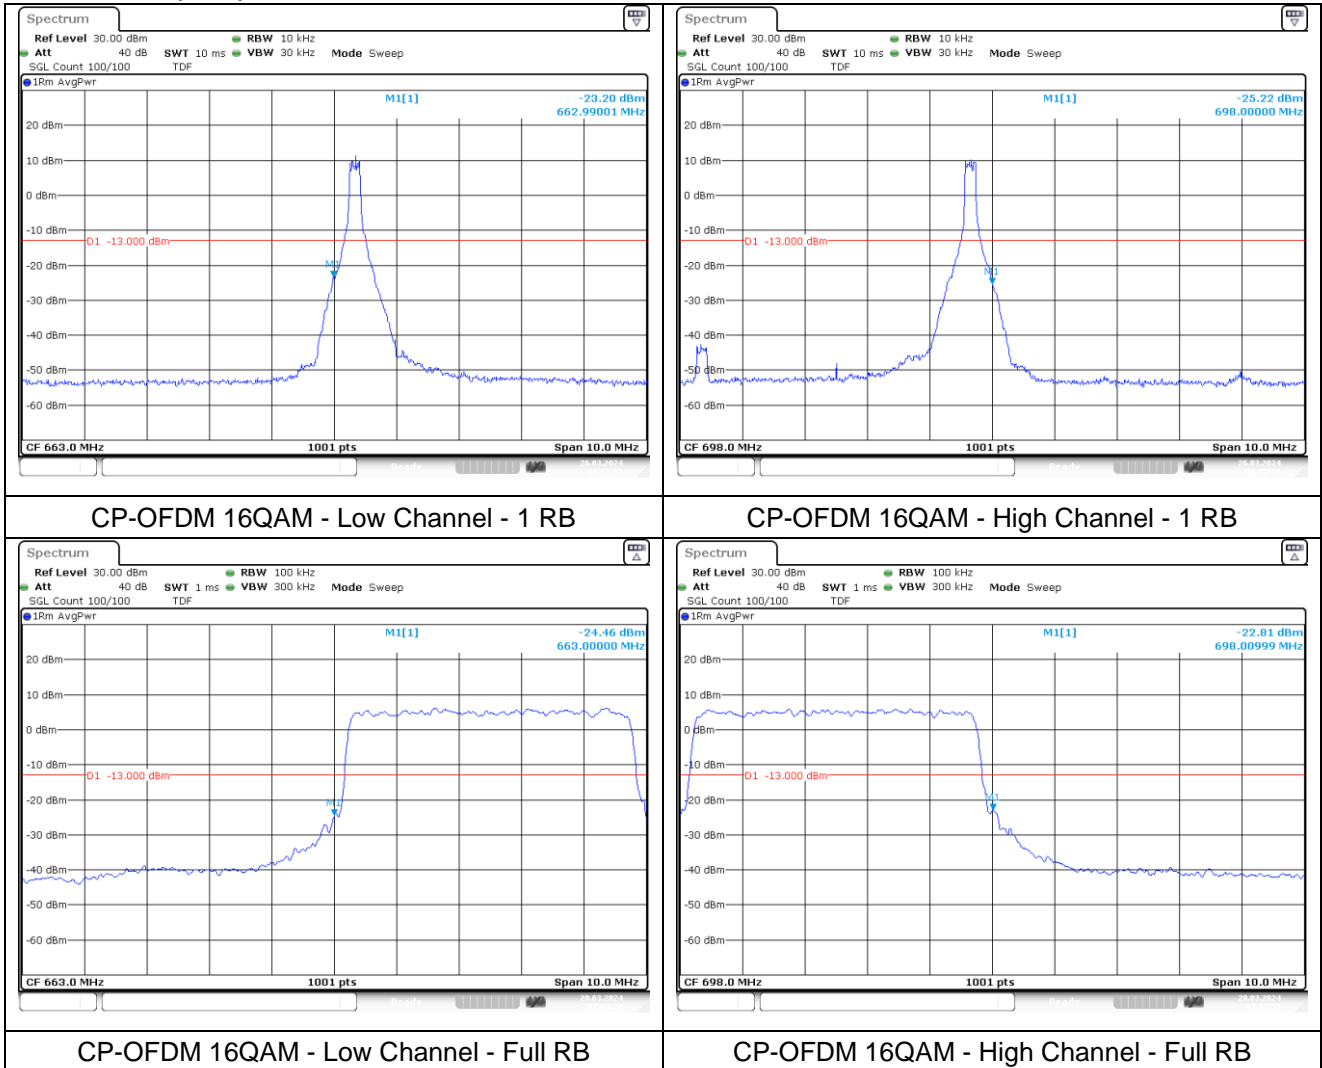 Spectrum
Ref Level 30.00 dBm RBW 10 kHz
Att 40 dB SWT 10 ms VBW 30 kHz Mode Sweep
SGL Count 100/100 TDF
1Rm AvgPwr
M1[1] -23.20 dBm
662.99001 MHz
20 dBm
10 dBm
0 dBm
-10 dBm
D1 -13.000 dBm
-20 dBm
M1
-30 dBm
-40 dBm
-50 dBm
-60 dBm
CF 663.0 MHz 1001 pts Span 10.0 MHz
Spectrum
Ref Level 30.00 dBm RBW 10 kHz
Att 40 dB SWT 10 ms VBW 30 kHz Mode Sweep
SGL Count 100/100 TDF
1Rm AvgPwr
M1[1] -25.22 dBm
698.00000 MHz
20 dBm
10 dBm
0 dBm
-10 dBm
D1 -13.000 dBm
-20 dBm
M1
-30 dBm
-40 dBm
-50 dBm
-60 dBm
CF 698.0 MHz 1001 pts Span 10.0 MHz
CP-OFDM 16QAM - Low Channel - 1 RB
CP-OFDM 16QAM - High Channel - 1 RB
Spectrum
Ref Level 30.00 dBm RBW 100 kHz
Att 40 dB SWT 1 ms VBW 300 kHz Mode Sweep
SGL Count 100/100 TDF
1Rm AvgPwr
M1[1] -24.46 dBm
663.00000 MHz
20 dBm
10 dBm
0 dBm
-10 dBm
D1 -13.000 dBm
-20 dBm
M1
-30 dBm
-40 dBm
-50 dBm
-60 dBm
CF 663.0 MHz 1001 pts Span 10.0 MHz
Spectrum
Ref Level 30.00 dBm RBW 100 kHz
Att 40 dB SWT 1 ms VBW 300 kHz Mode Sweep
SGL Count 100/100 TDF
1Rm AvgPwr
M1[1] -22.81 dBm
698.00999 MHz
20 dBm
10 dBm
0 dBm
-10 dBm
D1 -13.000 dBm
-20 dBm
M1
-30 dBm
-40 dBm
-50 dBm
-60 dBm
CF 698.0 MHz 1001 pts Span 10.0 MHz
CP-OFDM 16QAM - Low Channel - Full RB
CP-OFDM 16QAM - High Channel - Full RB